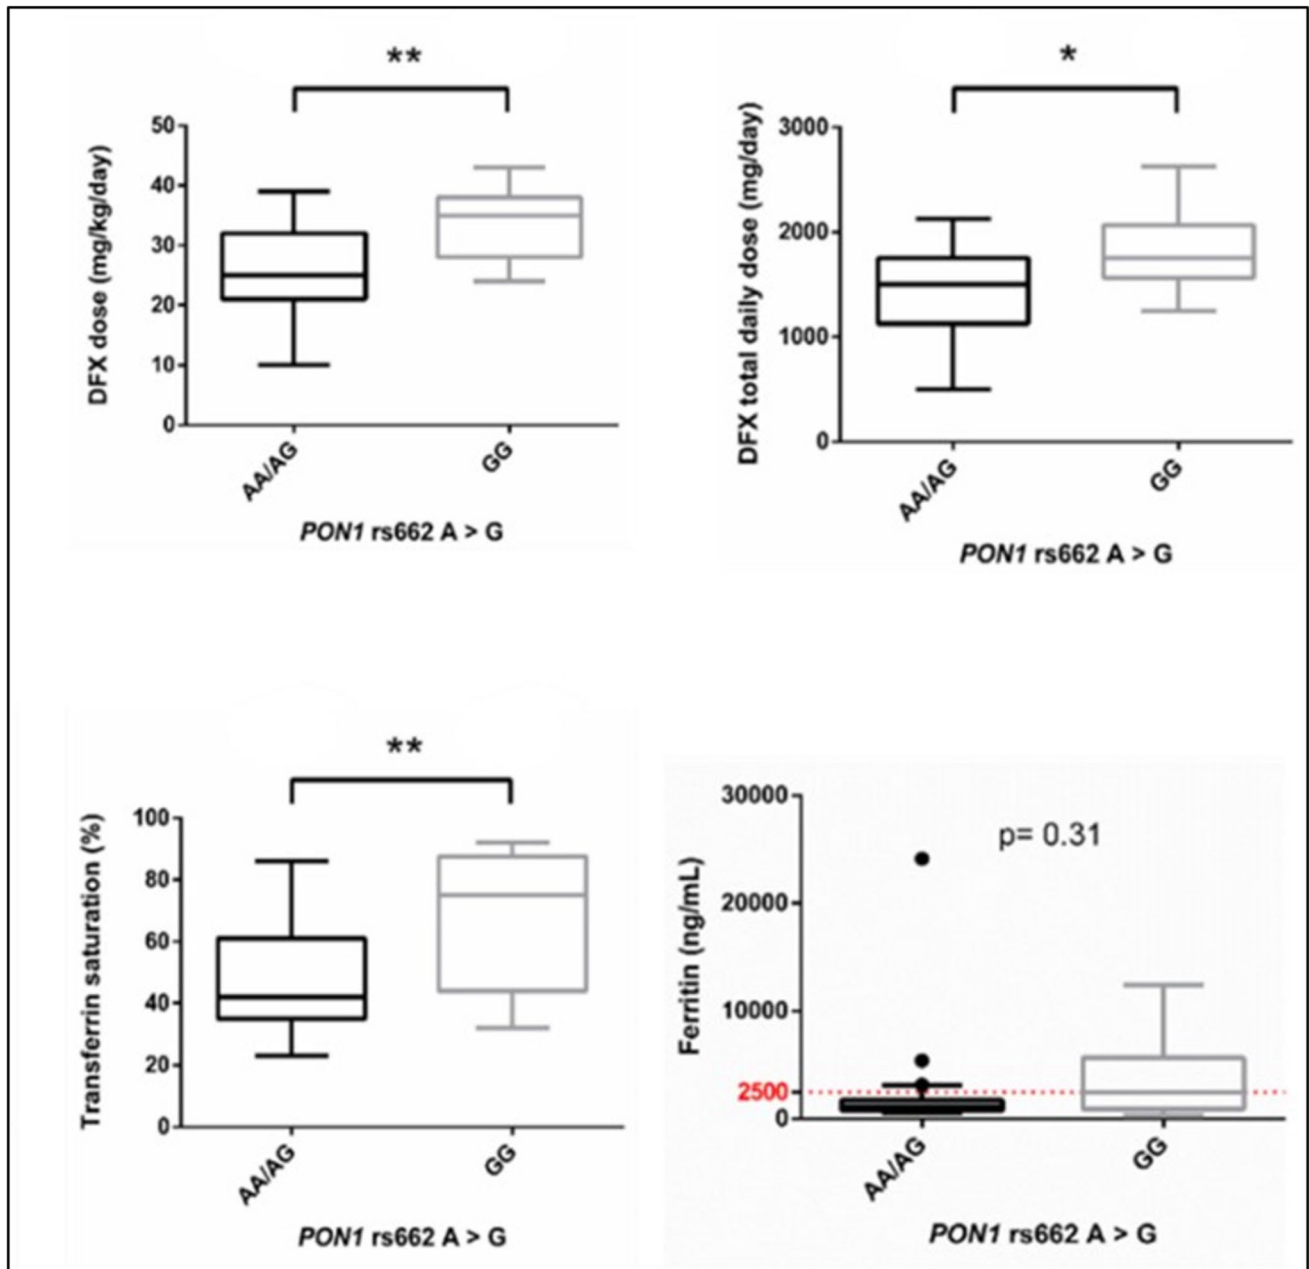 **
DFX dose (mg/kg/day)
50
40
30
20
10
0
AA/AG
GG
PON1 rs662 A > G
*
DFX total daily dose (mg/day)
3000
2000
1000
0
AA/AG
GG
PON1 rs662 A > G
**
Transferrin saturation (%)
100
80
60
40
20
0
AA/AG
GG
PON1 rs662 A > G
p= 0.31
Ferritin (ng/mL)
30000
20000
10000
2500
0
AA/AG
GG
PON1 rs662 A > G